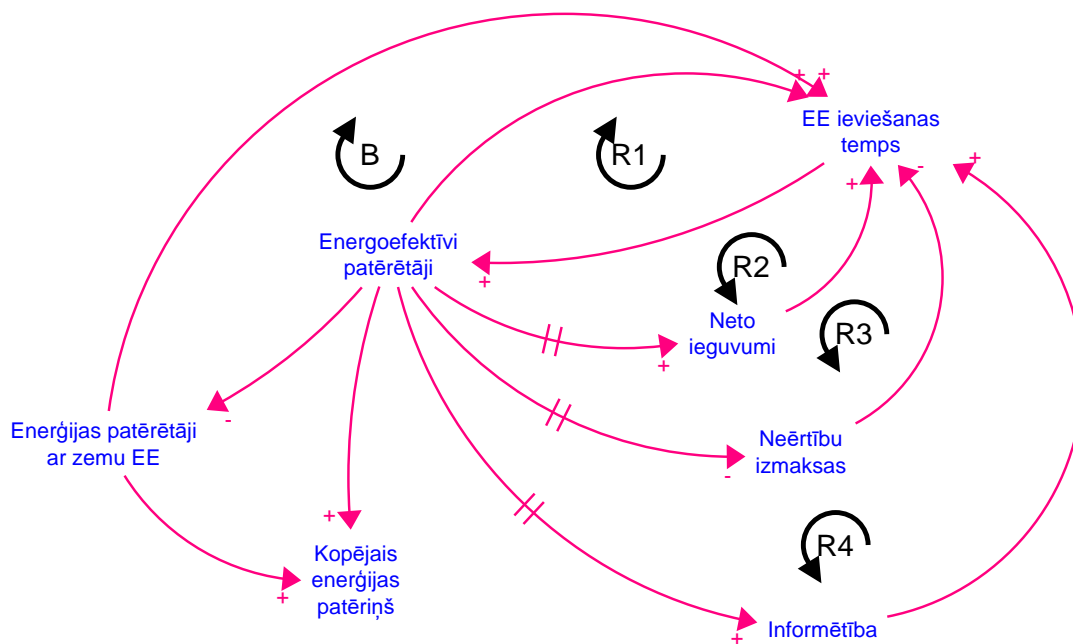 + +
EE ieviešanas
temps
B
R1
+
-
+
Energoefektīvi
patērētāji
+
R2
Neto
ieguvumi
+
R3
-
Enerģijas patērētāji
ar zemu EE
Neērtību
izmaksas
-
+
R4
Kopējais
enerģijas
patēriņš
+
Informētība
+